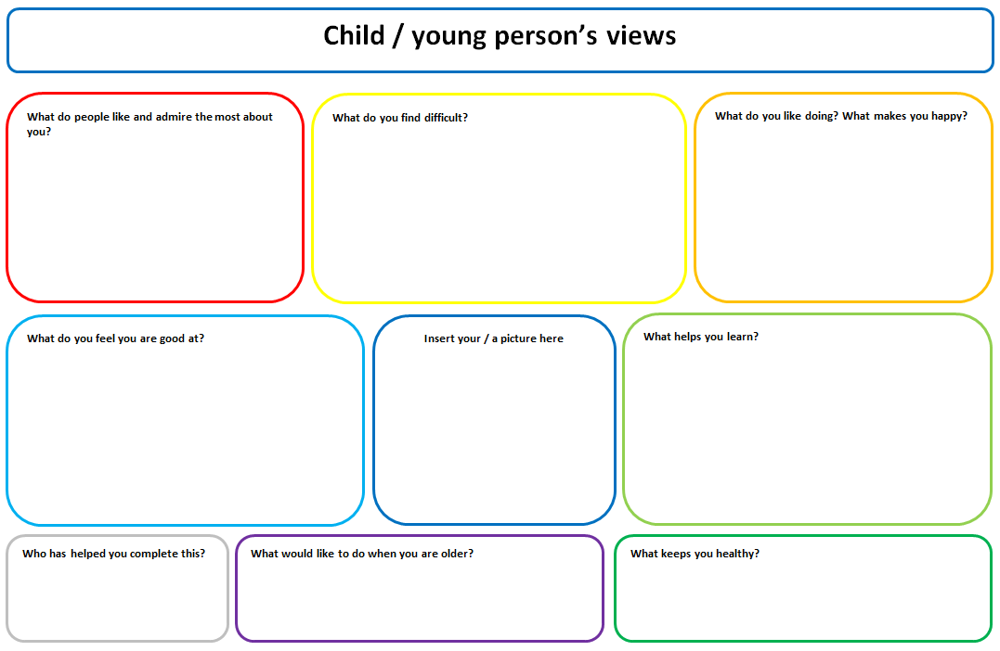 Child / young person's views
What do people like and admire the most about
you?
What do you find difficult?
What do you like doing? What makes you happy?
What do you feel you are good at?
Insert your / a picture here
What helps you learn?
Who has helped you complete this?
What would like to do when you are older?
What keeps you healthy?